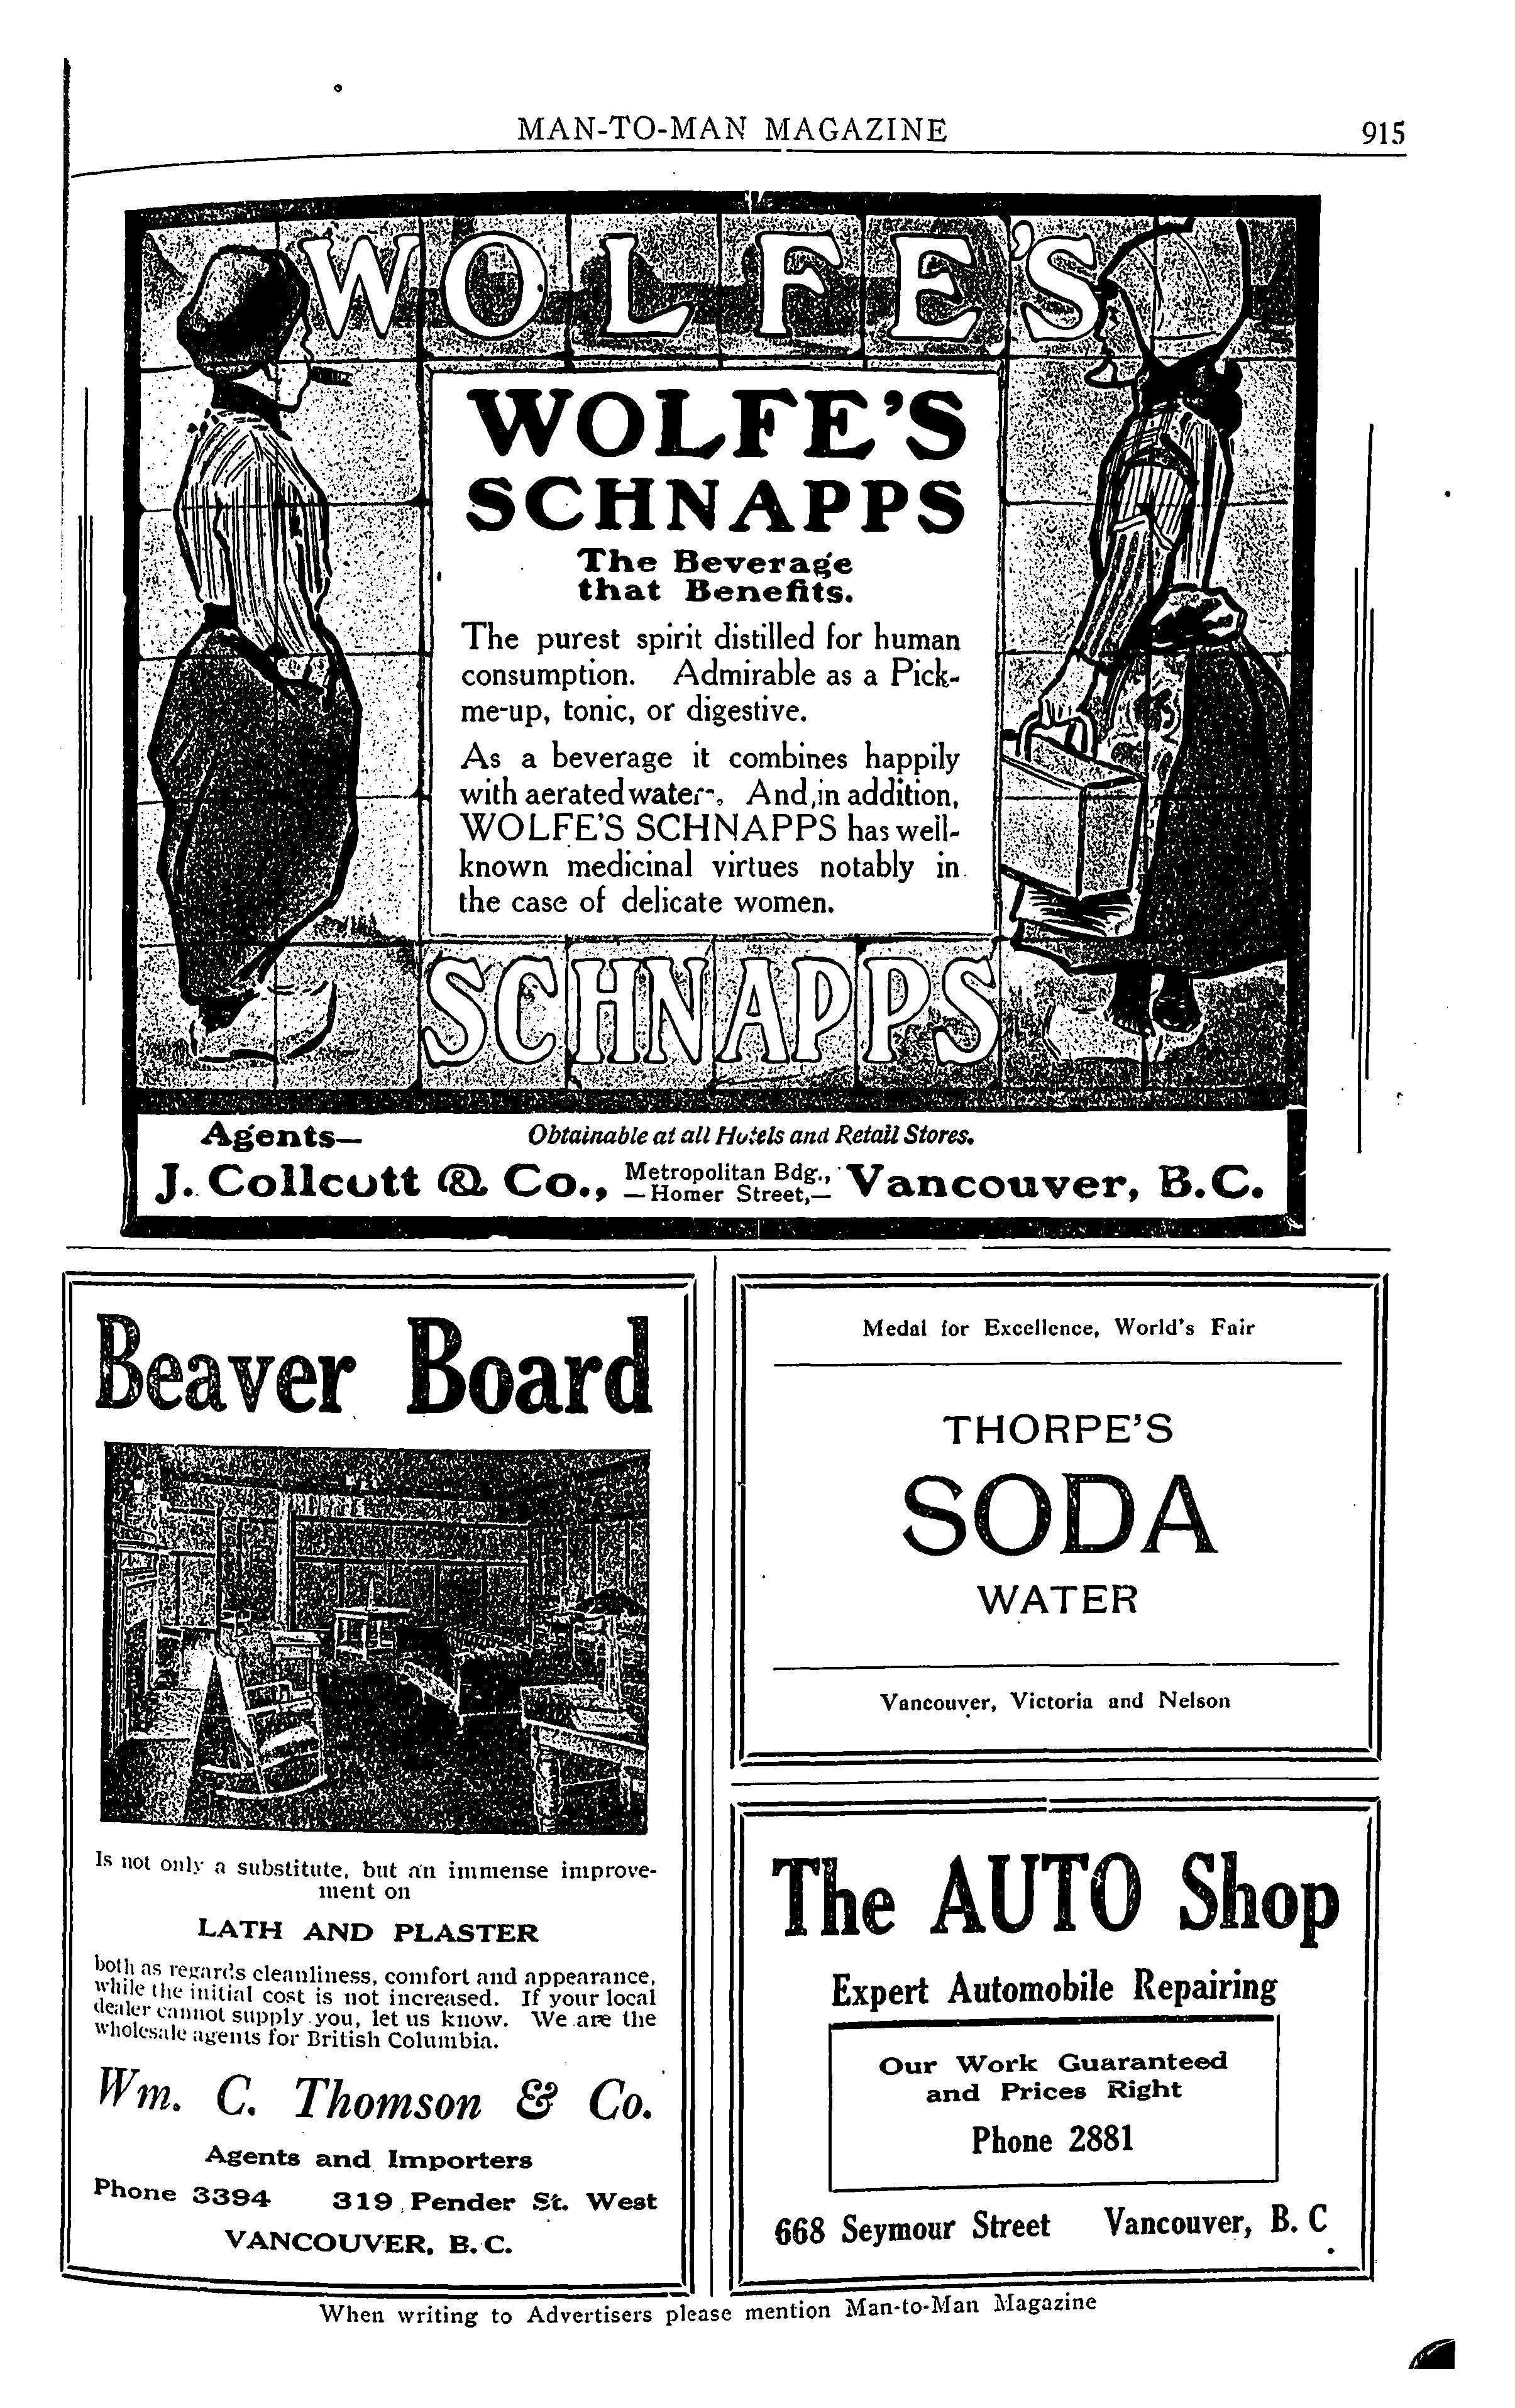 MAN-TO-MAN MAGAZINE 915
WOLFE'S
WOLFE'S
SCHNAPPS
The Beverage
that Benefits.
The purest spirit distilled for human
consumption. Admirable as a Pick-
me-up, tonic, or digestive.
As a beverage it combines happily
with aerated waters. And, in addition,
WOLFE'S SCHNAPPS has well-
known medicinal virtues notably in
the case of delicate women.
SCHNAPPS
Agents— Obtainable at all Hotels and Retail Stores.
J. Collcutt & Co., Metropolitan Bdg., Vancouver, B.C.
—Homer Street,—
Beaver Board
Is not only a substitute, but an immense improve-
ment on
LATH AND PLASTER
both as regards cleanliness, comfort and appearance,
while the initial cost is not increased. If your local
dealer cannot supply you, let us know. We are the
wholesale agents for British Columbia.
Wm. C. Thomson & Co.
Agents and Importers
Phone 3394 319 Pender St. West
VANCOUVER, B. C.
Medal for Excellence, World's Fair
THORPE'S
SODA
WATER
Vancouver, Victoria and Nelson
The AUTO Shop
Expert Automobile Repairing
Our Work Guaranteed
and Prices Right
Phone 2881
668 Seymour Street Vancouver, B. C
When writing to Advertisers please mention Man-to-Man Magazine